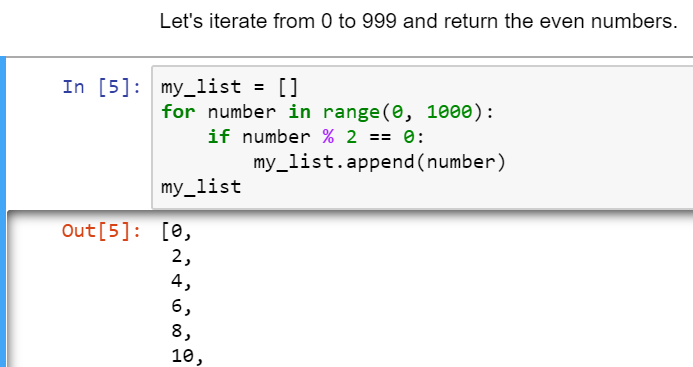 Let's iterate from 0 to 999 and return the even numbers.
In [5]: my_list = []
for number in range(0, 1000):
    if number % 2 == 0:
        my_list.append(number)
my_list
Out[5]: [0,
2,
4,
6,
8,
10,